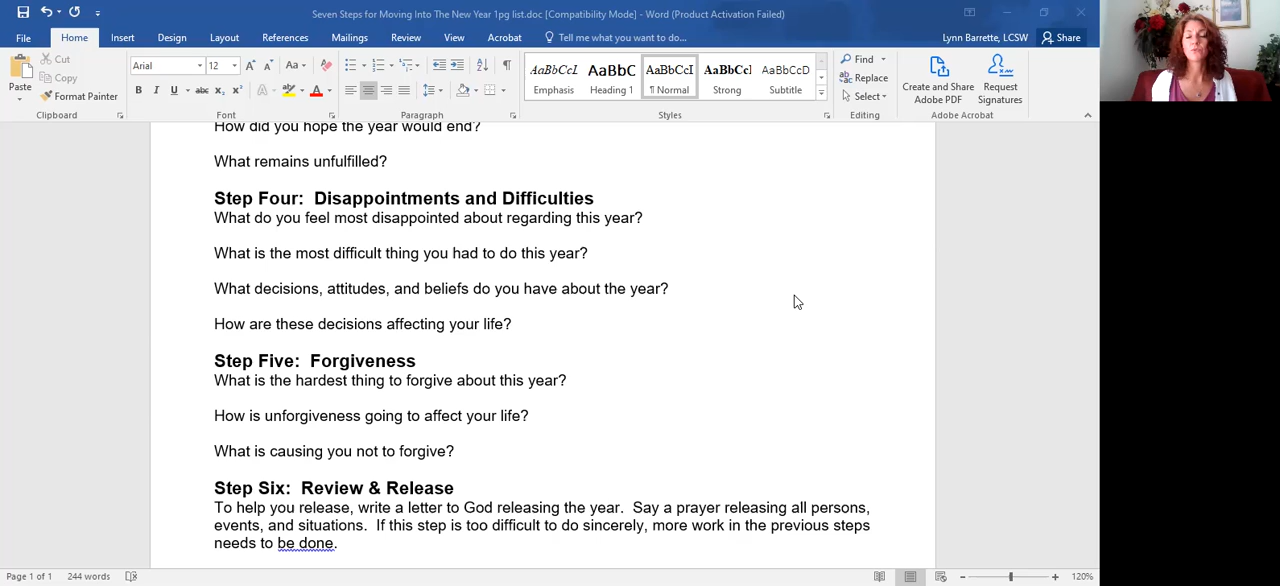 Seven Steps for Moving Into The New Year 1pg list.doc [Compatibility Mode] - Word (Product Activation Failed)
File Home Insert Design Layout References Mailings Review View Acrobat Tell me what you want to do... Lynn Barrette, LCSW Share
Paste
Cut
Copy
Format Painter
Clipboard
Arial 12
Font
Paragraph
AaBbCcI AaBbC AaBbCcI AaBbCcl AaBbCcD
Emphasis Heading 1 ¶ Normal Strong Subtitle
Styles
Find
Replace
Select
Editing
Create and Share
Adobe PDF
Request
Signatures
Adobe Acrobat
How did you hope the year would end?
What remains unfulfilled?
Step Four: Disappointments and Difficulties
What do you feel most disappointed about regarding this year?
What is the most difficult thing you had to do this year?
What decisions, attitudes, and beliefs do you have about the year?
How are these decisions affecting your life?
Step Five: Forgiveness
What is the hardest thing to forgive about this year?
How is unforgiveness going to affect your life?
What is causing you not to forgive?
Step Six: Review & Release
To help you release, write a letter to God releasing the year. Say a prayer releasing all persons,
events, and situations. If this step is too difficult to do sincerely, more work in the previous steps
needs to be done.
Page 1 of 1 244 words 120%